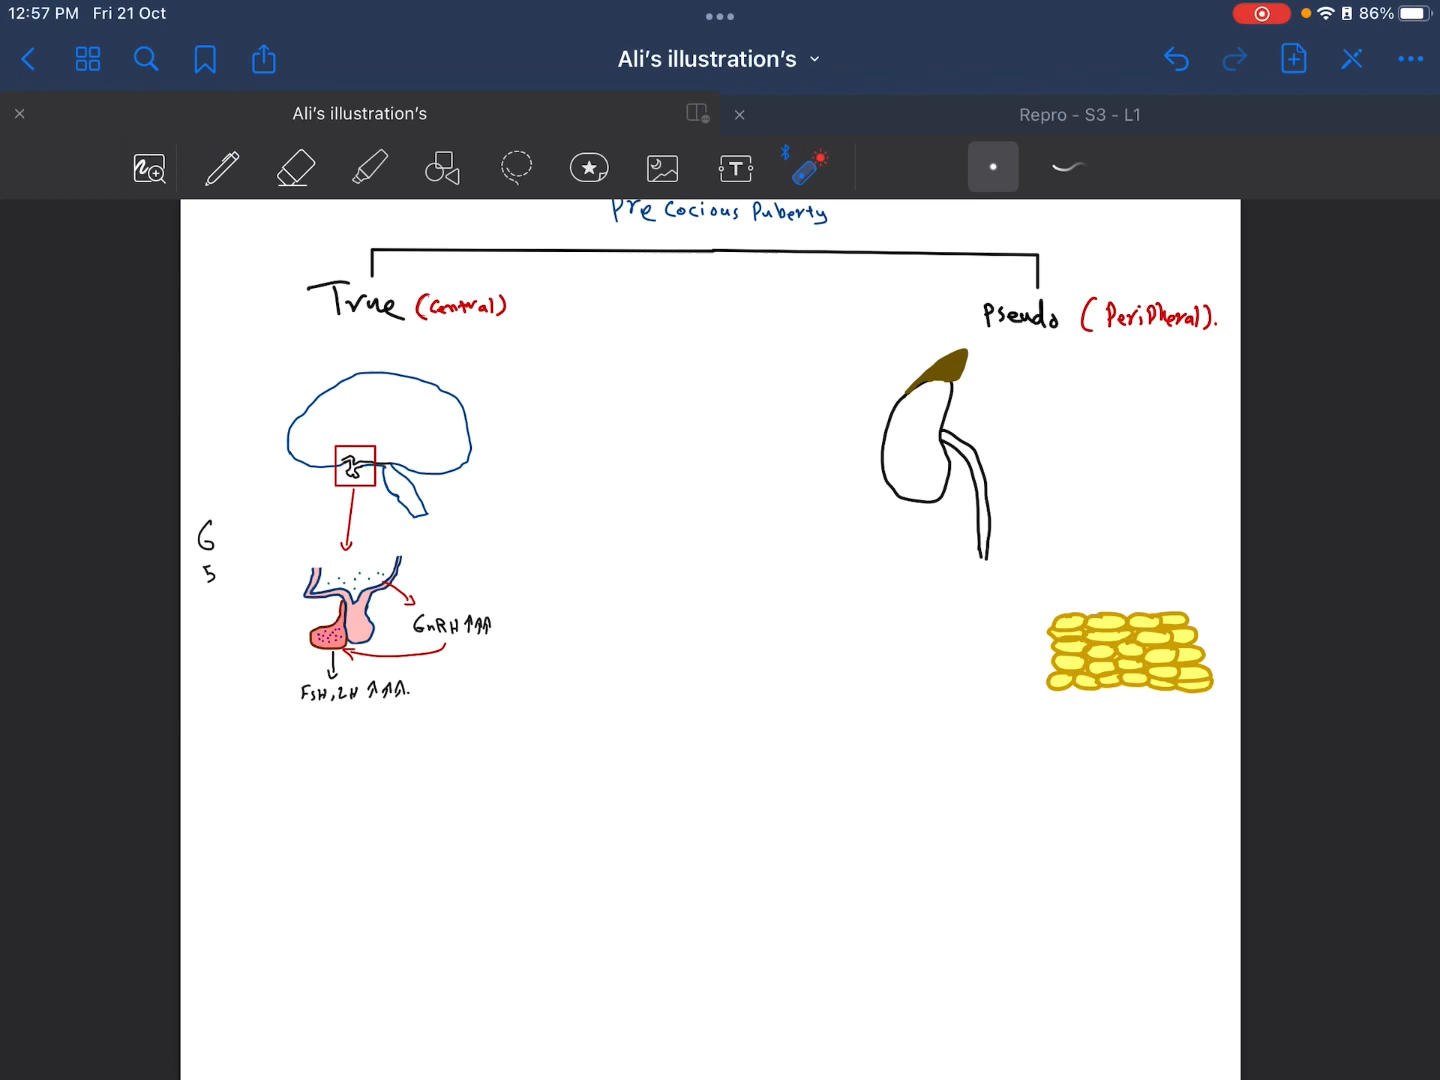 12:57 PM Fri 21 Oct
86%
Ali's illustration's
Ali's illustration's
Repro - S3 - L1
T
Pre Cocious Puberty
True (Central)
Pseudo (Peripheral).
6
5
GnRH ↑↑↑
FSH, LH ↑↑↑.